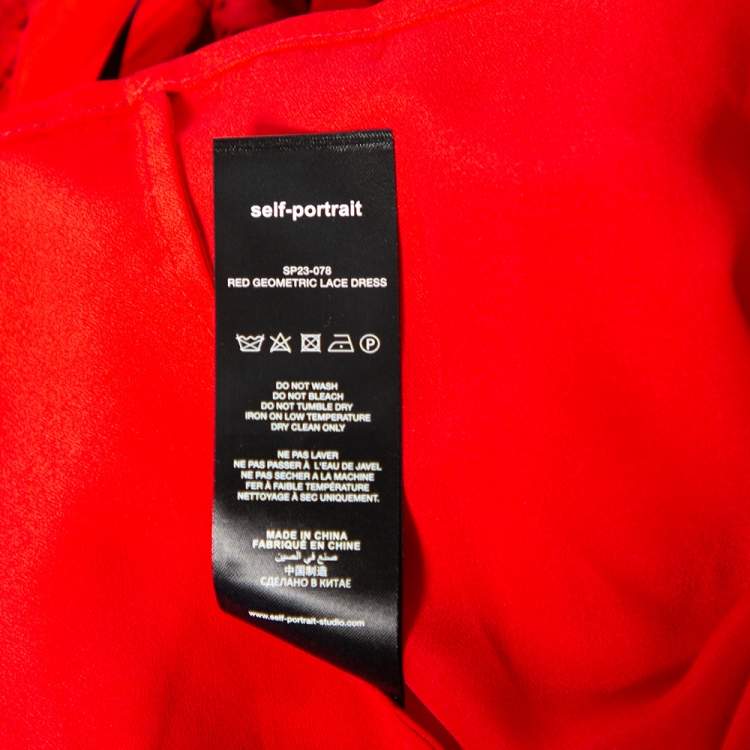 self-portrait
SP23-078
RED GEOMETRIC LACE DRESS
P
DO NOT WASH
DO NOT BLEACH
DO NOT TUMBLE DRY
IRON ON LOW TEMPERATURE
DRY CLEAN ONLY
NE PAS LAVER
NE PAS PASSER À L'EAU DE JAVEL
NE PAS SECHER A LA MACHINE
FER À FAIBLE TEMPÉRATURE
NETTOYAGE À SEC UNIQUEMENT.
MADE IN CHINA
FABRIQUÉ EN CHINE
صنع في الصين
中国制造
СДЕЛАНО В КИТАЕ
www.self-portrait-studio.com